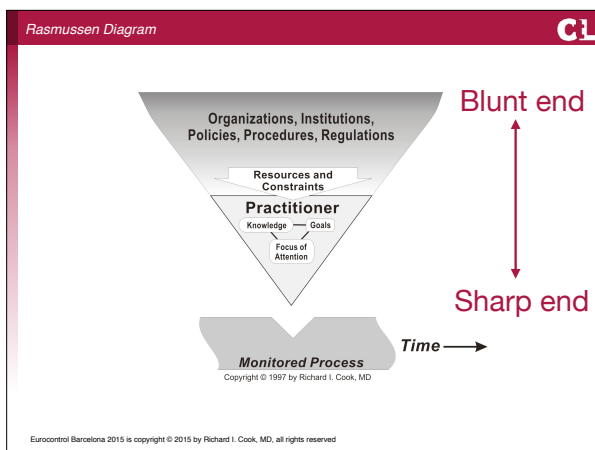 Rasmussen Diagram
CEL
Organizations, Institutions,
Policies, Procedures, Regulations
Resources and
Constraints
Practitioner
Knowledge
Goals
Focus of
Attention
Blunt end
Sharp end
Time
Monitored Process
Copyright © 1997 by Richard I. Cook, MD
Eurocontrol Barcelona 2015 is copyright © 2015 by Richard I. Cook, MD, all rights reserved